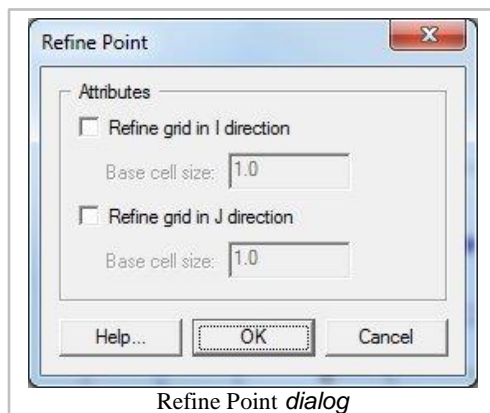 Refine Point
Attributes
Refine grid in I direction
Base cell size: 1.0
Refine grid in J direction
Base cell size: 1.0
Help... OK Cancel
Refine Point dialog